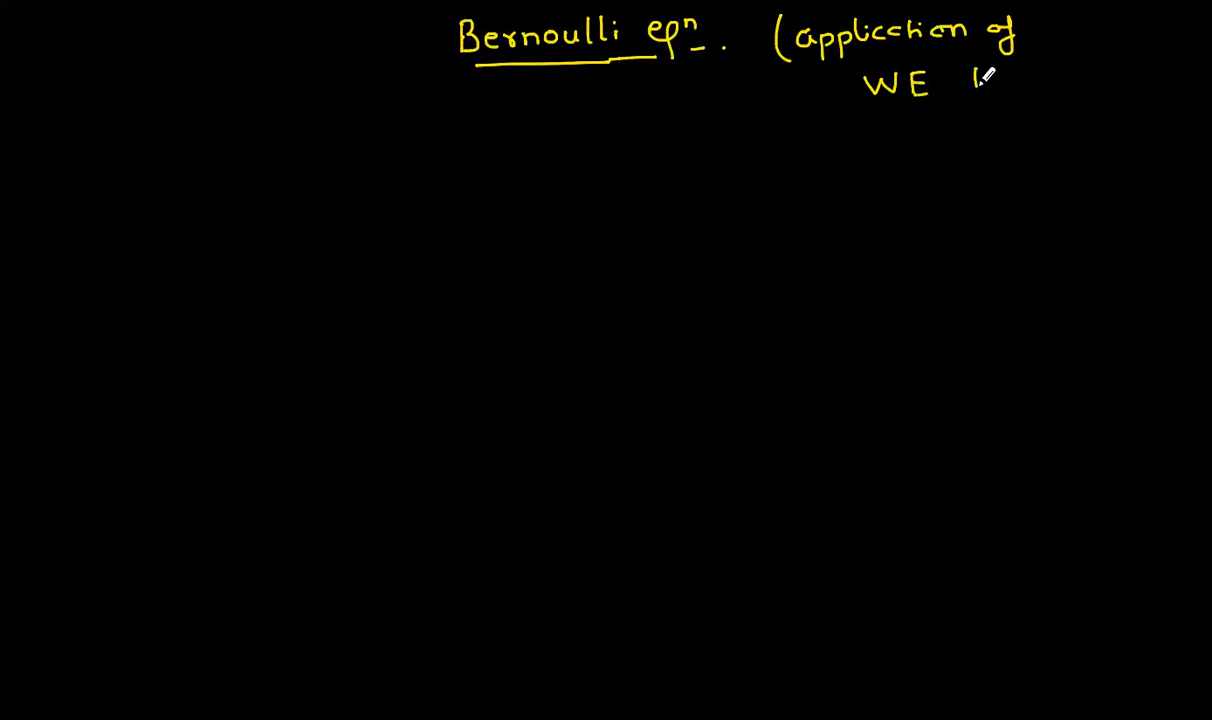 Bernoulli eqⁿ. (application of
WE